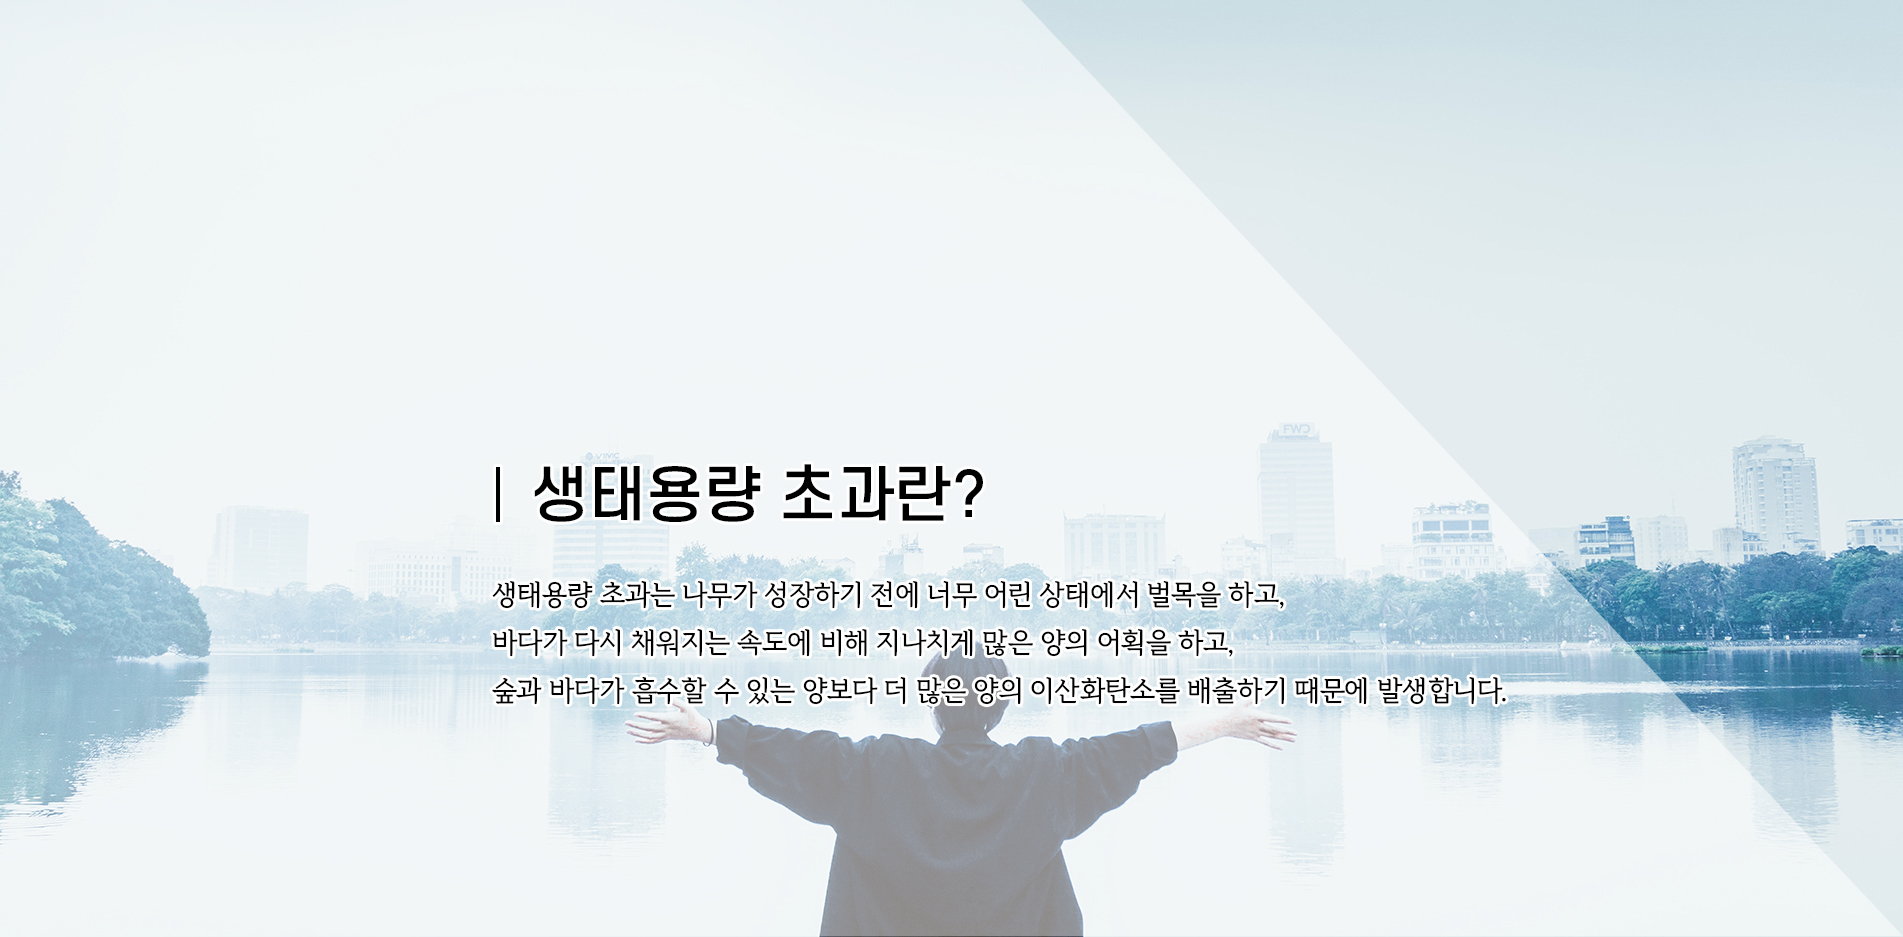 생태용량 초과란?
생태용량 초과는 나무가 성장하기 전에 너무 어린 상태에서 벌목을 하고,
바다가 다시 채워지는 속도에 비해 지나치게 많은 양의 어획을 하고,
숲과 바다가 흡수할 수 있는 양보다 더 많은 양의 이산화탄소를 배출하기 때문에 발생합니다.